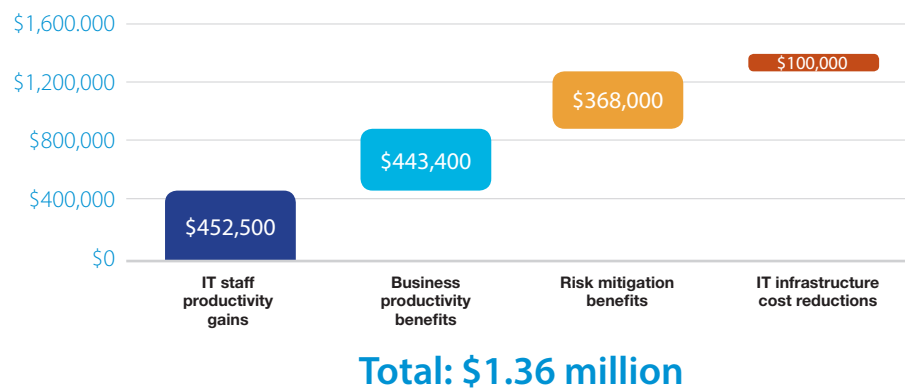 $1,600.000
$1,200,000
$800,000
$400,000
$0
$452,500
$443,400
$368,000
$100,000
IT staff
productivity
gains
Business
productivity
benefits
Risk mitigation
benefits
IT infrastructure
cost reductions
Total: $1.36 million